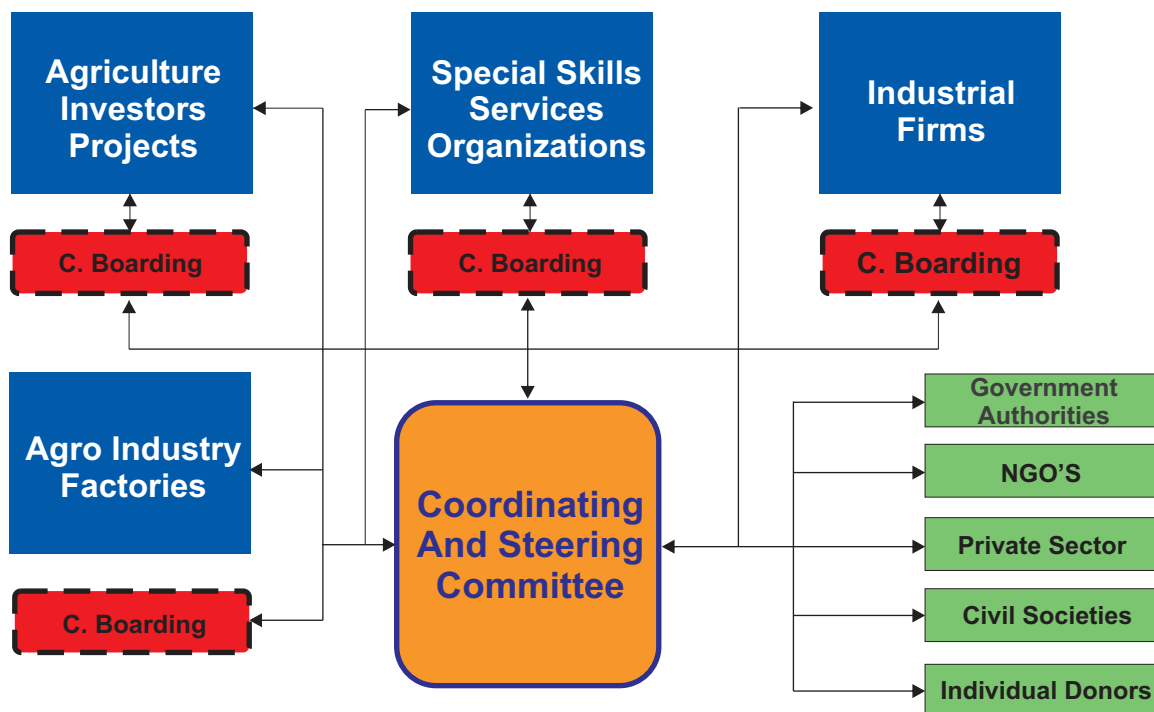 Agriculture
Investors
Projects
Special Skills
Services
Organizations
Industrial
Firms
C. Boarding
C. Boarding
C. Boarding
Agro Industry
Factories
C. Boarding
Coordinating
And Steering
Committee
Government
Authorities
NGO’S
Private Sector
Civil Societies
Individual Donors